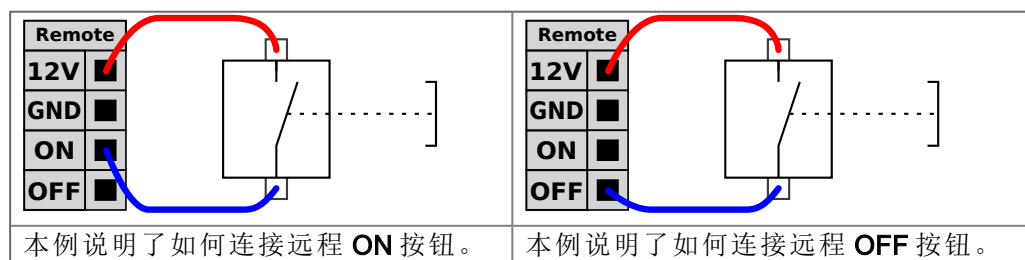 Remote
12V
GND
ON
OFF
本例说明了如何连接远程 ON 按钮。
Remote
12V
GND
ON
OFF
本例说明了如何连接远程 OFF 按钮。